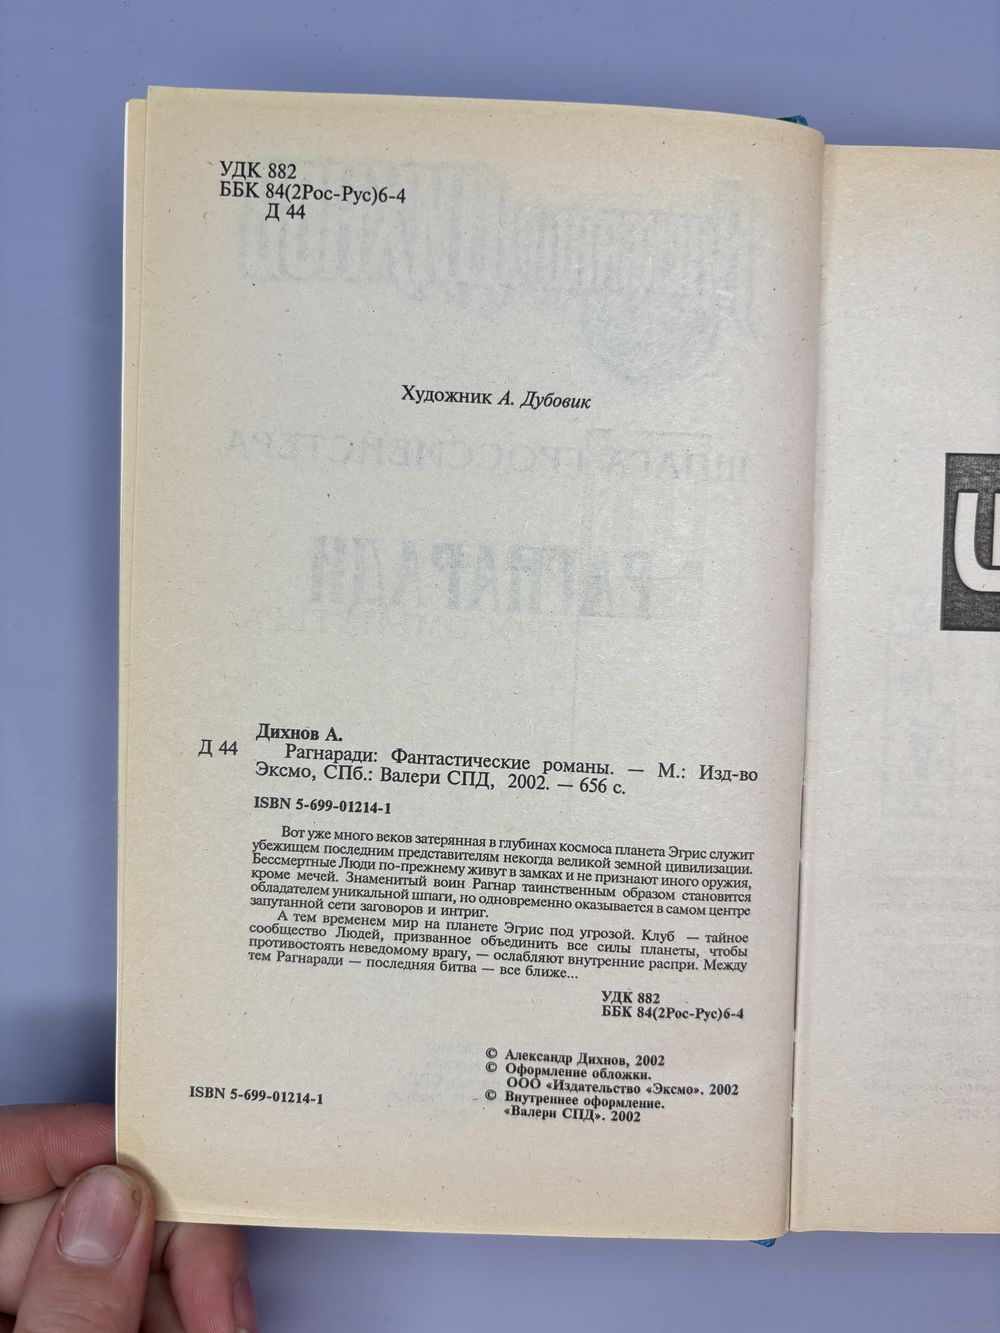 УДК 882
ББК 84(2Рос-Рус)6-4
Д 44
Художник А. Дубовик
ШПАГА ГРОССМЕЙСТЕРА
РАГНАРАДИ
Дихнов А.
Д 44 Рагнаради: Фантастические романы. — М.: Изд-во
Эксмо, СПб.: Валери СПД, 2002. — 656 с.
ISBN 5-699-01214-1
Вот уже много веков затерянная в глубинах космоса планета Эгрис служит
убежищем последним представителям некогда великой земной цивилизации.
Бессмертные Люди по-прежнему живут в замках и не признают иного оружия,
кроме мечей. Знаменитый воин Рагнар таинственным образом становится
обладателем уникальной шпаги, но одновременно оказывается в самом центре
запутанной сети заговоров и интриг.
А тем временем мир на планете Эгрис под угрозой. Клуб — тайное
сообщество Людей, призванное объединить все силы планеты, чтобы
противостоять неведомому врагу, — ослабляют внутренние распри. Между
тем Рагнаради — последняя битва — все ближе...
УДК 882
ББК 84(2Рос-Рус)6-4
© Александр Дихнов, 2002
© Оформление обложки.
ООО «Издательство «Эксмо». 2002
© Внутреннее оформление.
«Валери СПД». 2002
ISBN 5-699-01214-1